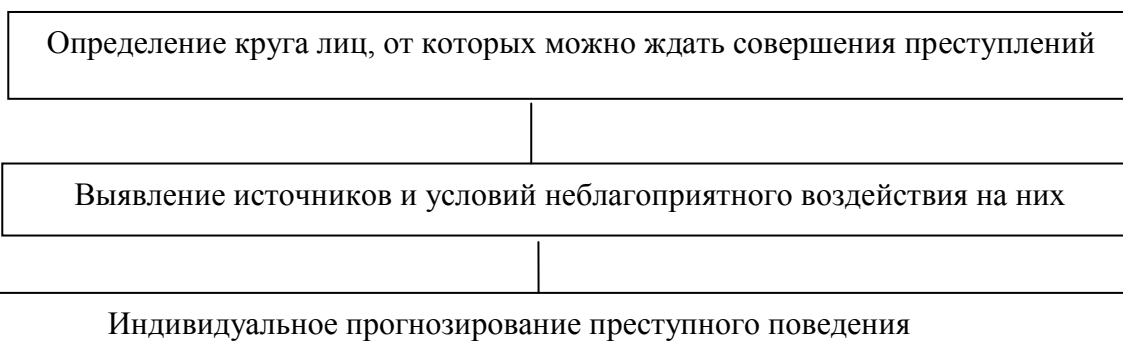 Определение круга лиц, от которых можно ждать совершения преступлений
Выявление источников и условий неблагоприятного воздействия на них
Индивидуальное прогнозирование преступного поведения